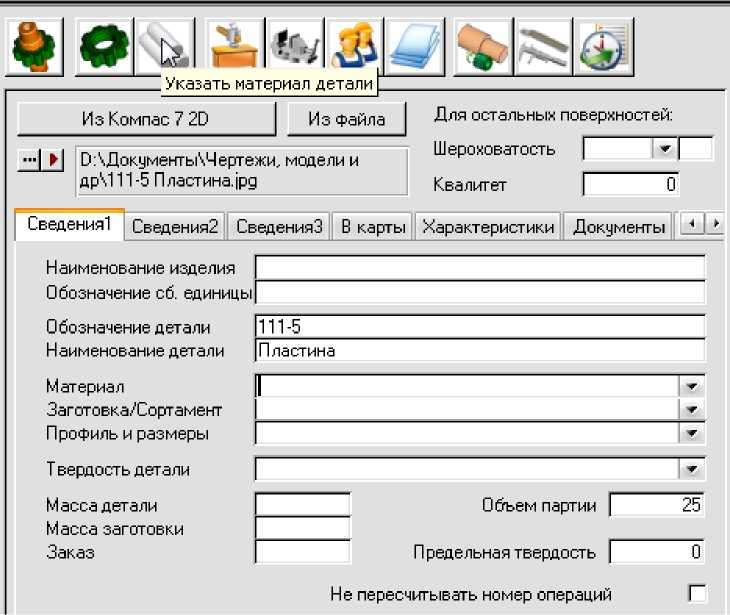 Указать материал детали
Из Компас 7 2D
Из файла
Для остальных поверхностей:
Шероховатость
...
D:\Документы\Чертежи, модели и
др\111-5 Пластина.jpg
Квалитет 0
Сведения1 Сведения2 Сведения3 В карты Характеристики Документы
Наименование изделия
Обозначение сб. единицы
Обозначение детали 111-5
Наименование детали Пластина
Материал
Заготовка/Сортамент
Профиль и размеры
Твердость детали
Масса детали Объем партии 25
Масса заготовки
Заказ Предельная твердость 0
Не пересчитывать номер операций